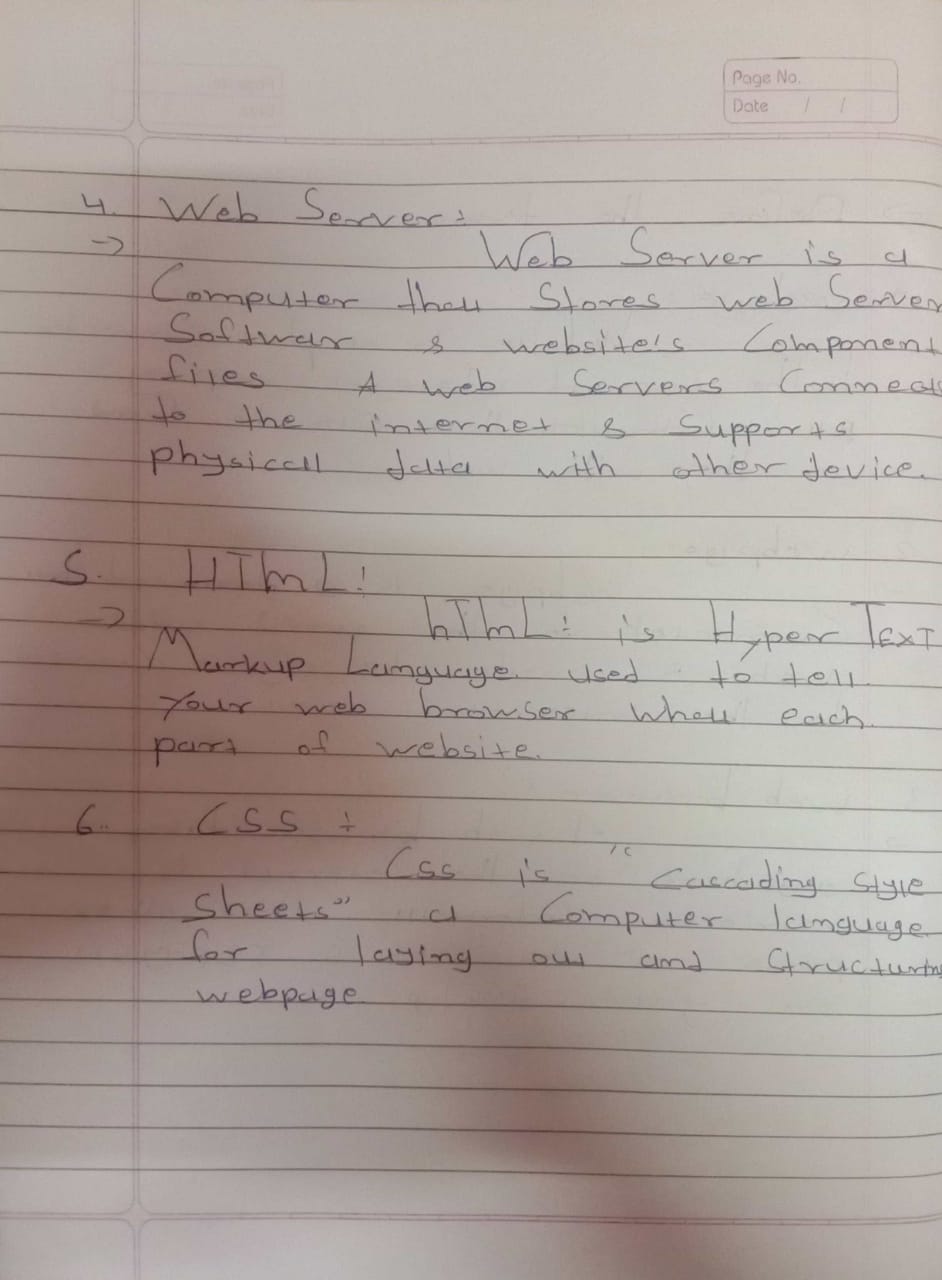 Page No.
Date / /
4. Web Server:
→ Web Server is a
Computer that Stores web Server
Softwar & website's Component
files A web Servers Connects
to the internet & Supports
physical data with other device.
5. HTmL:
→ hTmL: is Hyper TEXT
Markup Language used to tell
Your web browser what each
part of website.
6. CSS :
Css is "Cascading Style
Sheets" a Computer language
for laying out and Structuring
webpage